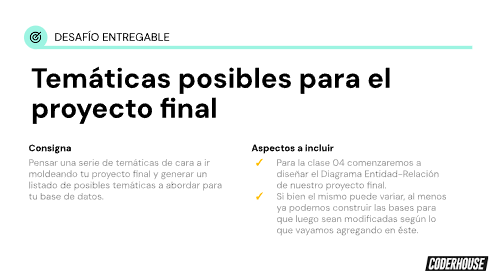 DESAFÍO ENTREGABLE
Temáticas posibles para el
proyecto final
Consigna
Pensar una serie de temáticas de cara a ir
moldeando tu proyecto final y generar un
listado de posibles temáticas a abordar para
tu base de datos.
Aspectos a incluir
✓ Para la clase 04 comenzaremos a
diseñar el Diagrama Entidad-Relación
de nuestro proyecto final.
✓ Si bien el mismo puede variar, al menos
ya podemos construir las bases para
que luego sean modificadas según lo
que vayamos agregando en éste.
CODERHOUSE